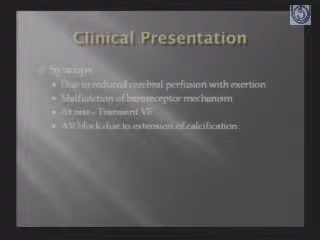 Clinical Presentation
Syncope
Due to reduced cerebral perfusion with exertion
Malfunction of baroreceptor mechanism
At rest - Transient VF
AV block due to extension of calcification.